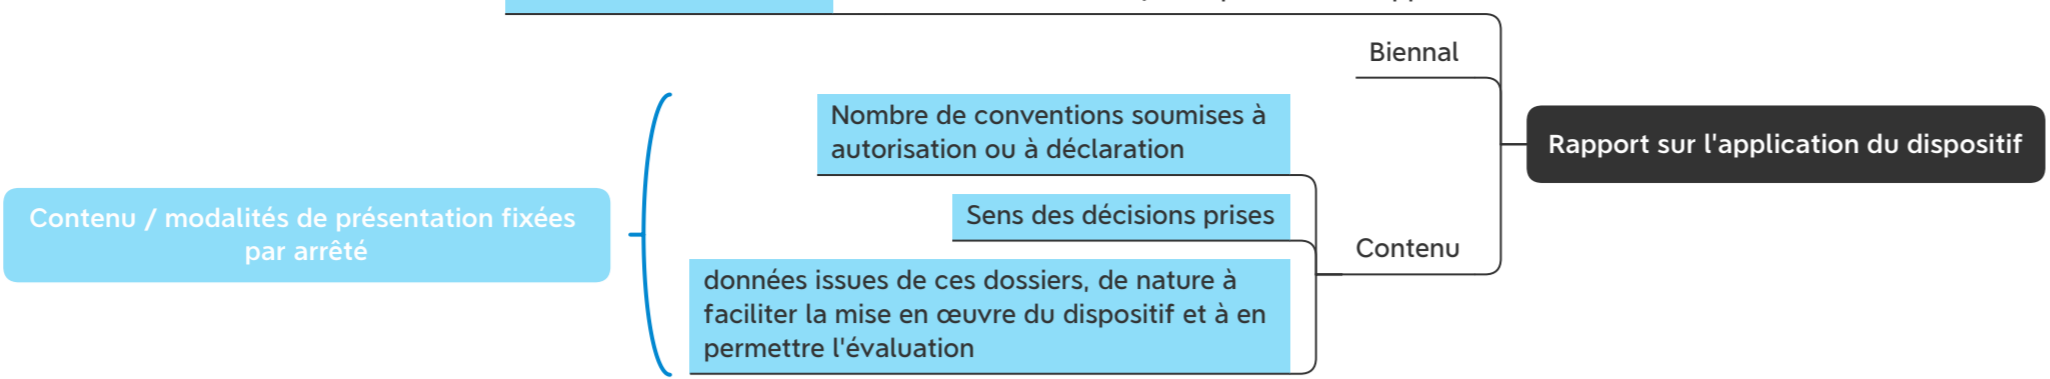 Biennal
Nombre de conventions soumises à
autorisation ou à déclaration
Rapport sur l'application du dispositif
Contenu / modalités de présentation fixées
par arrêté
Sens des décisions prises
Contenu
données issues de ces dossiers, de nature à
faciliter la mise en œuvre du dispositif et à en
permettre l'évaluation